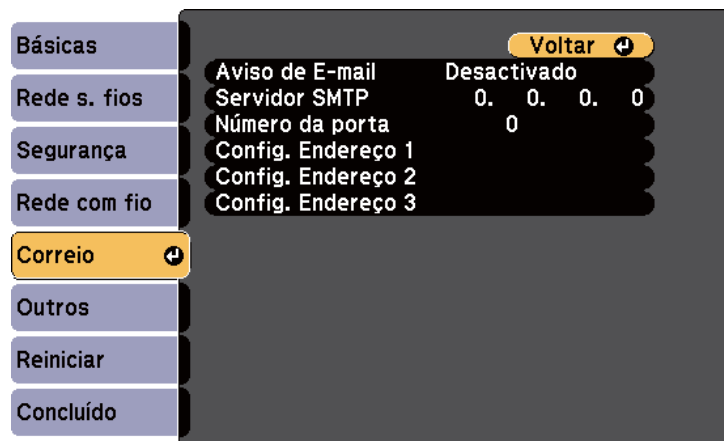 Básicas
Rede s. fios
Segurança
Rede com fio
Correio
Outros
Reiniciar
Concluído
Voltar
Aviso de E-mail Desactivado
Servidor SMTP 0. 0. 0. 0
Número da porta 0
Config. Endereço 1
Config. Endereço 2
Config. Endereço 3